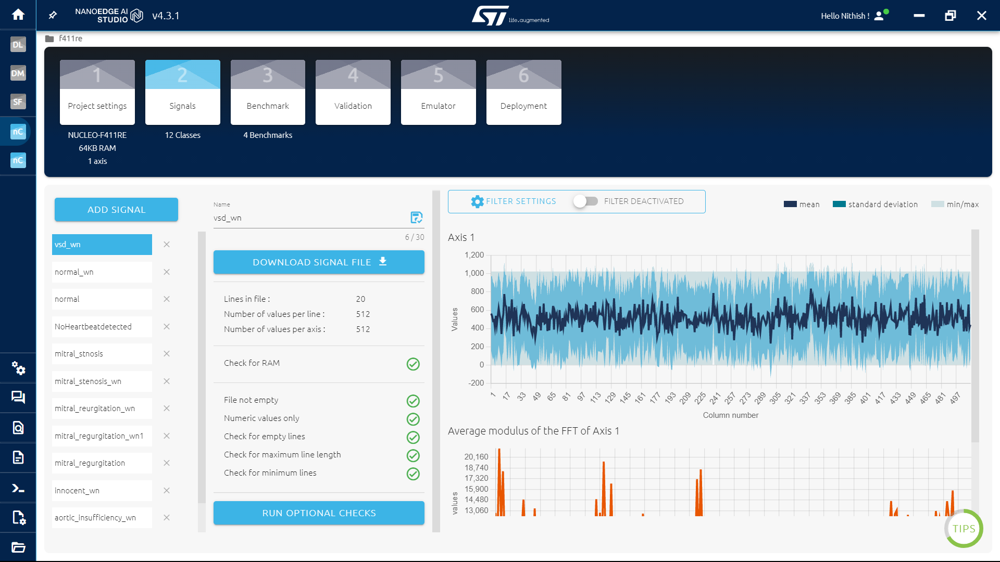 NANOEDGE AI
STUDIO
v4.3.1
ST life.augmented
Hello Nithish !
f411re
DL
DM
SF
nC
nC
1
2
3
4
5
6
Project settings
Signals
Benchmark
Validation
Emulator
Deployment
NUCLEO-F411RE
64KB RAM
1 axis
12 Classes
4 Benchmarks
ADD SIGNAL
vsd_wn
normal_wn
normal
NoHeartbeatdetected
mitral_stnosis
mitral_stenosis_wn
mitral_reurgitation_wn
mitral_regurgitation_wn1
mitral_regurgitation
innocent_wn
aortic_insufficiency_wn
Name
vsd_wn
6 / 30
DOWNLOAD SIGNAL FILE
Lines in file : 20
Number of values per line : 512
Number of values per axis : 512
Check for RAM
File not empty
Numeric values only
Check for empty lines
Check for maximum line length
Check for minimum lines
RUN OPTIONAL CHECKS
FILTER SETTINGS
FILTER DEACTIVATED
mean
standard deviation
min/max
Axis 1
1,200
1,000
800
600
400
200
0
-200
Values
1 17 33 49 65 81 97 113 129 145 161 177 193 209 225 241 257 273 289 305 321 337 353 369 385 401 417 433 449 465 481 497
Column number
Average modulus of the FFT of Axis 1
20,160
18,740
17,320
15,900
14,480
13,060
values
TIPS